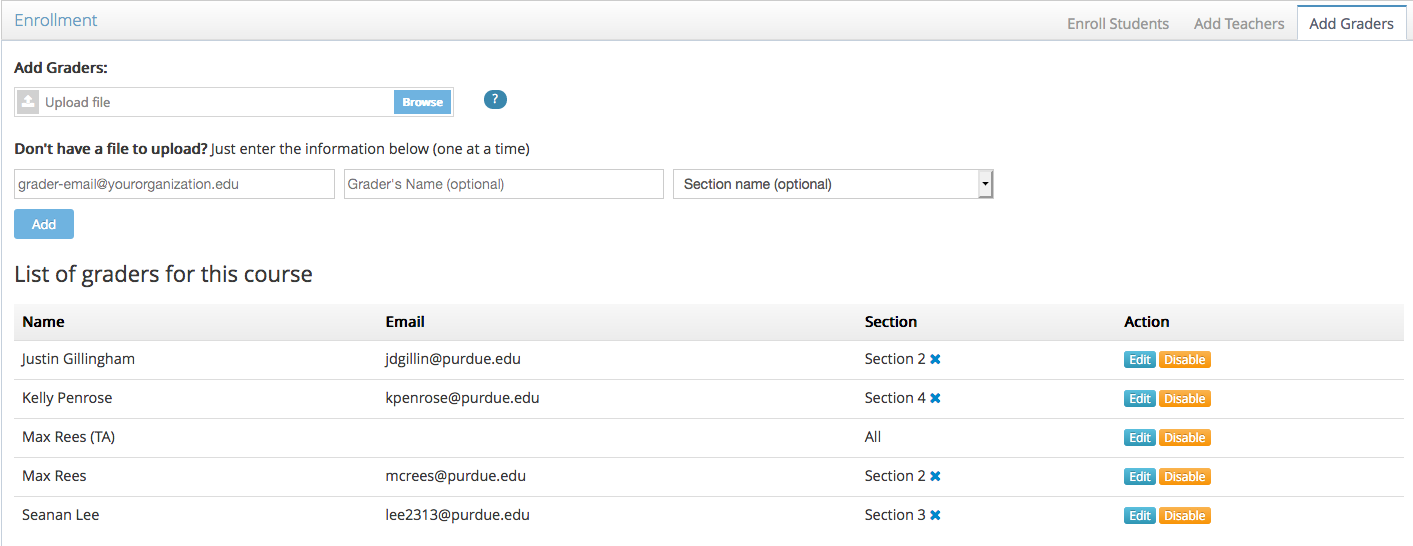 Enrollment Enroll Students Add Teachers Add Graders
Add Graders:
Upload file Browse ?
Don't have a file to upload? Just enter the information below (one at a time)
grader-email@yourorganization.edu Grader's Name (optional) Section name (optional)
Add
List of graders for this course
Name Email Section Action
Justin Gillingham jdgillin@purdue.edu Section 2 Edit Disable
Kelly Penrose kpenrose@purdue.edu Section 4 Edit Disable
Max Rees (TA) All Edit Disable
Max Rees mcrees@purdue.edu Section 2 Edit Disable
Seanan Lee lee2313@purdue.edu Section 3 Edit Disable